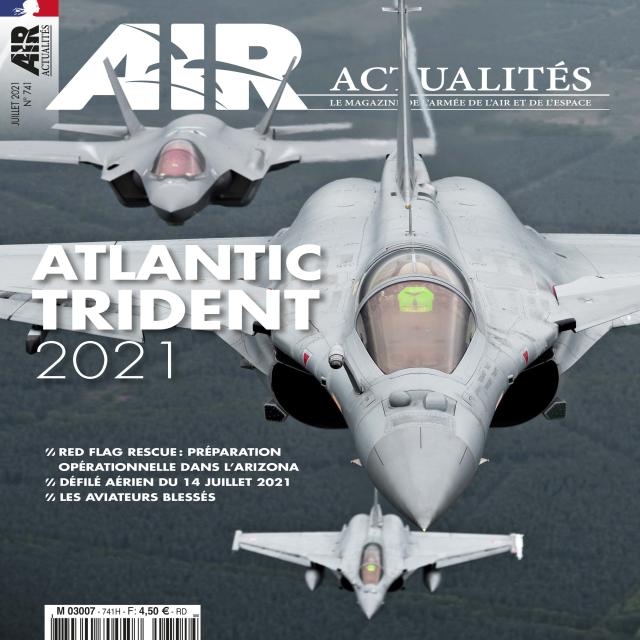 AIR
ACTUALITÉS
LE MAGAZINE DE L'ARMÉE DE L'AIR ET DE L'ESPACE
AIR
ACTUALITÉS
JUILLET 2021
N° 741
ATLANTIC
TRIDENT
2021
RED FLAG RESCUE : PRÉPARATION
OPÉRATIONNELLE DANS L'ARIZONA
DÉFILÉ AÉRIEN DU 14 JUILLET 2021
LES AVIATEURS BLESSÉS
M 03007 - 741H - F: 4,50 € - RD